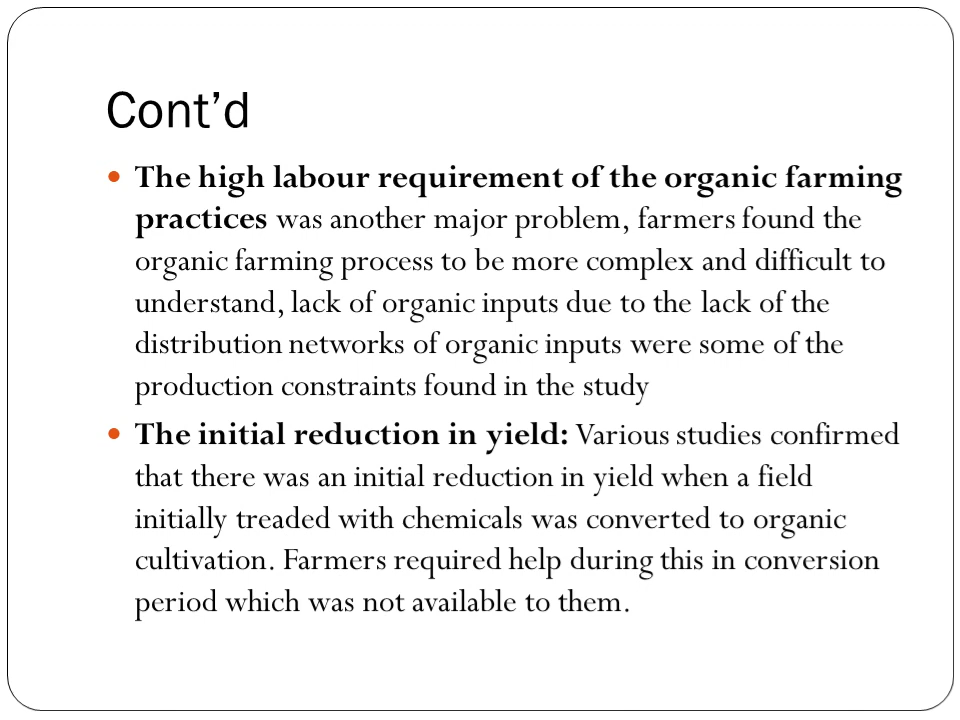 Cont’d
• The high labour requirement of the organic farming
practices was another major problem, farmers found the
organic farming process to be more complex and difficult to
understand, lack of organic inputs due to the lack of the
distribution networks of organic inputs were some of the
production constraints found in the study
• The initial reduction in yield: Various studies confirmed
that there was an initial reduction in yield when a field
initially treaded with chemicals was converted to organic
cultivation. Farmers required help during this in conversion
period which was not available to them.